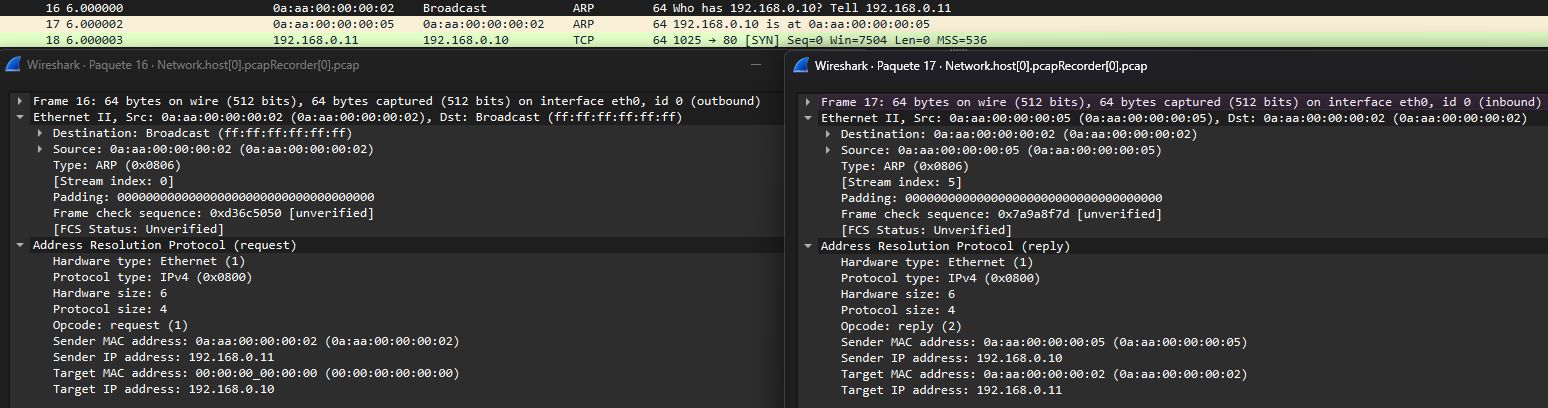 16 6.000000 0a:aa:00:00:00:02 Broadcast ARP 64 Who has 192.168.0.10? Tell 192.168.0.11
17 6.000002 0a:aa:00:00:00:05 0a:aa:00:00:00:02 ARP 64 192.168.0.10 is at 0a:aa:00:00:00:05
18 6.000003 192.168.0.11 192.168.0.10 TCP 64 1025 → 80 [SYN] Seq=0 Win=7504 Len=0 MSS=536
Wireshark · Paquete 16 · Network.host[0].pcapRecorder[0].pcap
Frame 16: 64 bytes on wire (512 bits), 64 bytes captured (512 bits) on interface eth0, id 0 (outbound)
Ethernet II, Src: 0a:aa:00:00:00:02 (0a:aa:00:00:00:02), Dst: Broadcast (ff:ff:ff:ff:ff:ff)
Destination: Broadcast (ff:ff:ff:ff:ff:ff)
Source: 0a:aa:00:00:00:02 (0a:aa:00:00:00:02)
Type: ARP (0x0806)
[Stream index: 0]
Padding: 000000000000000000000000000000000000
Frame check sequence: 0xd36c5050 [unverified]
[FCS Status: Unverified]
Address Resolution Protocol (request)
Hardware type: Ethernet (1)
Protocol type: IPv4 (0x0800)
Hardware size: 6
Protocol size: 4
Opcode: request (1)
Sender MAC address: 0a:aa:00:00:00:02 (0a:aa:00:00:00:02)
Sender IP address: 192.168.0.11
Target MAC address: 00:00:00_00:00:00 (00:00:00:00:00:00)
Target IP address: 192.168.0.10
Wireshark · Paquete 17 · Network.host[0].pcapRecorder[0].pcap
Frame 17: 64 bytes on wire (512 bits), 64 bytes captured (512 bits) on interface eth0, id 0 (inbound)
Ethernet II, Src: 0a:aa:00:00:00:05 (0a:aa:00:00:00:05), Dst: 0a:aa:00:00:00:02 (0a:aa:00:00:00:02)
Destination: 0a:aa:00:00:00:02 (0a:aa:00:00:00:02)
Source: 0a:aa:00:00:00:05 (0a:aa:00:00:00:05)
Type: ARP (0x0806)
[Stream index: 5]
Padding: 000000000000000000000000000000000000
Frame check sequence: 0x7a9a8f7d [unverified]
[FCS Status: Unverified]
Address Resolution Protocol (reply)
Hardware type: Ethernet (1)
Protocol type: IPv4 (0x0800)
Hardware size: 6
Protocol size: 4
Opcode: reply (2)
Sender MAC address: 0a:aa:00:00:00:05 (0a:aa:00:00:00:05)
Sender IP address: 192.168.0.10
Target MAC address: 0a:aa:00:00:00:02 (0a:aa:00:00:00:02)
Target IP address: 192.168.0.11